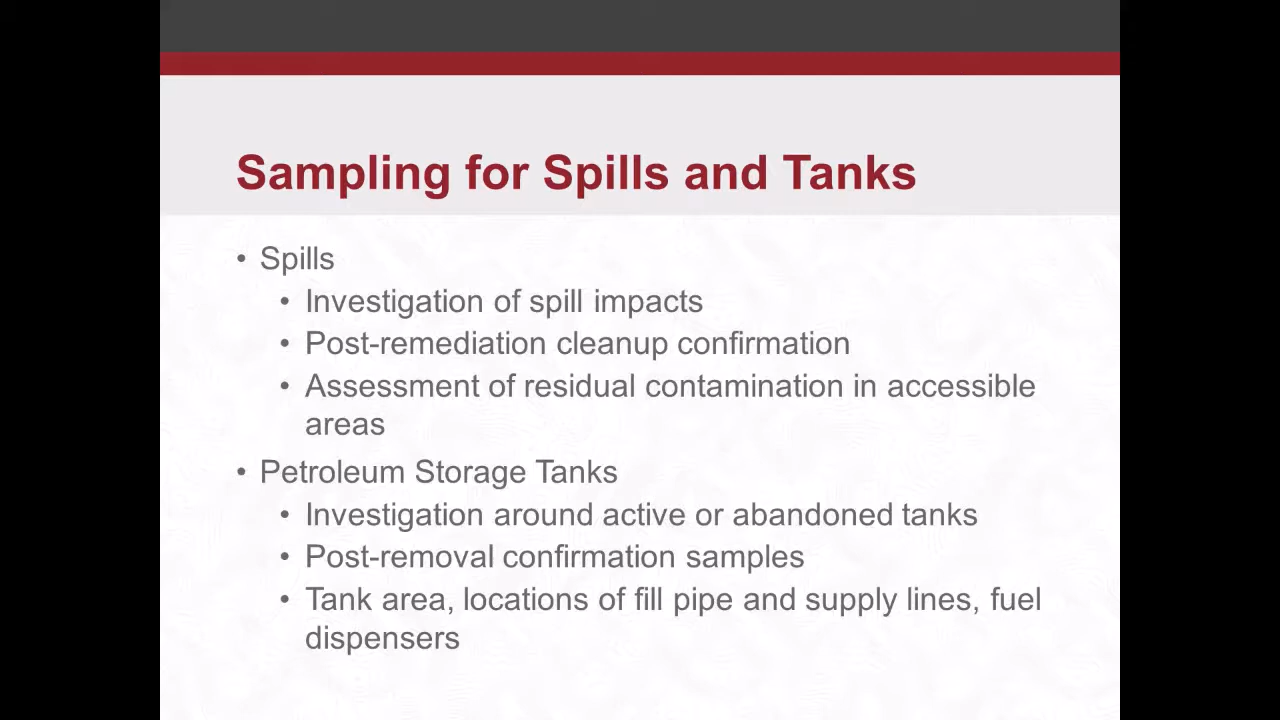 Sampling for Spills and Tanks
• Spills
• Investigation of spill impacts
• Post-remediation cleanup confirmation
• Assessment of residual contamination in accessible
areas
• Petroleum Storage Tanks
• Investigation around active or abandoned tanks
• Post-removal confirmation samples
• Tank area, locations of fill pipe and supply lines, fuel
dispensers